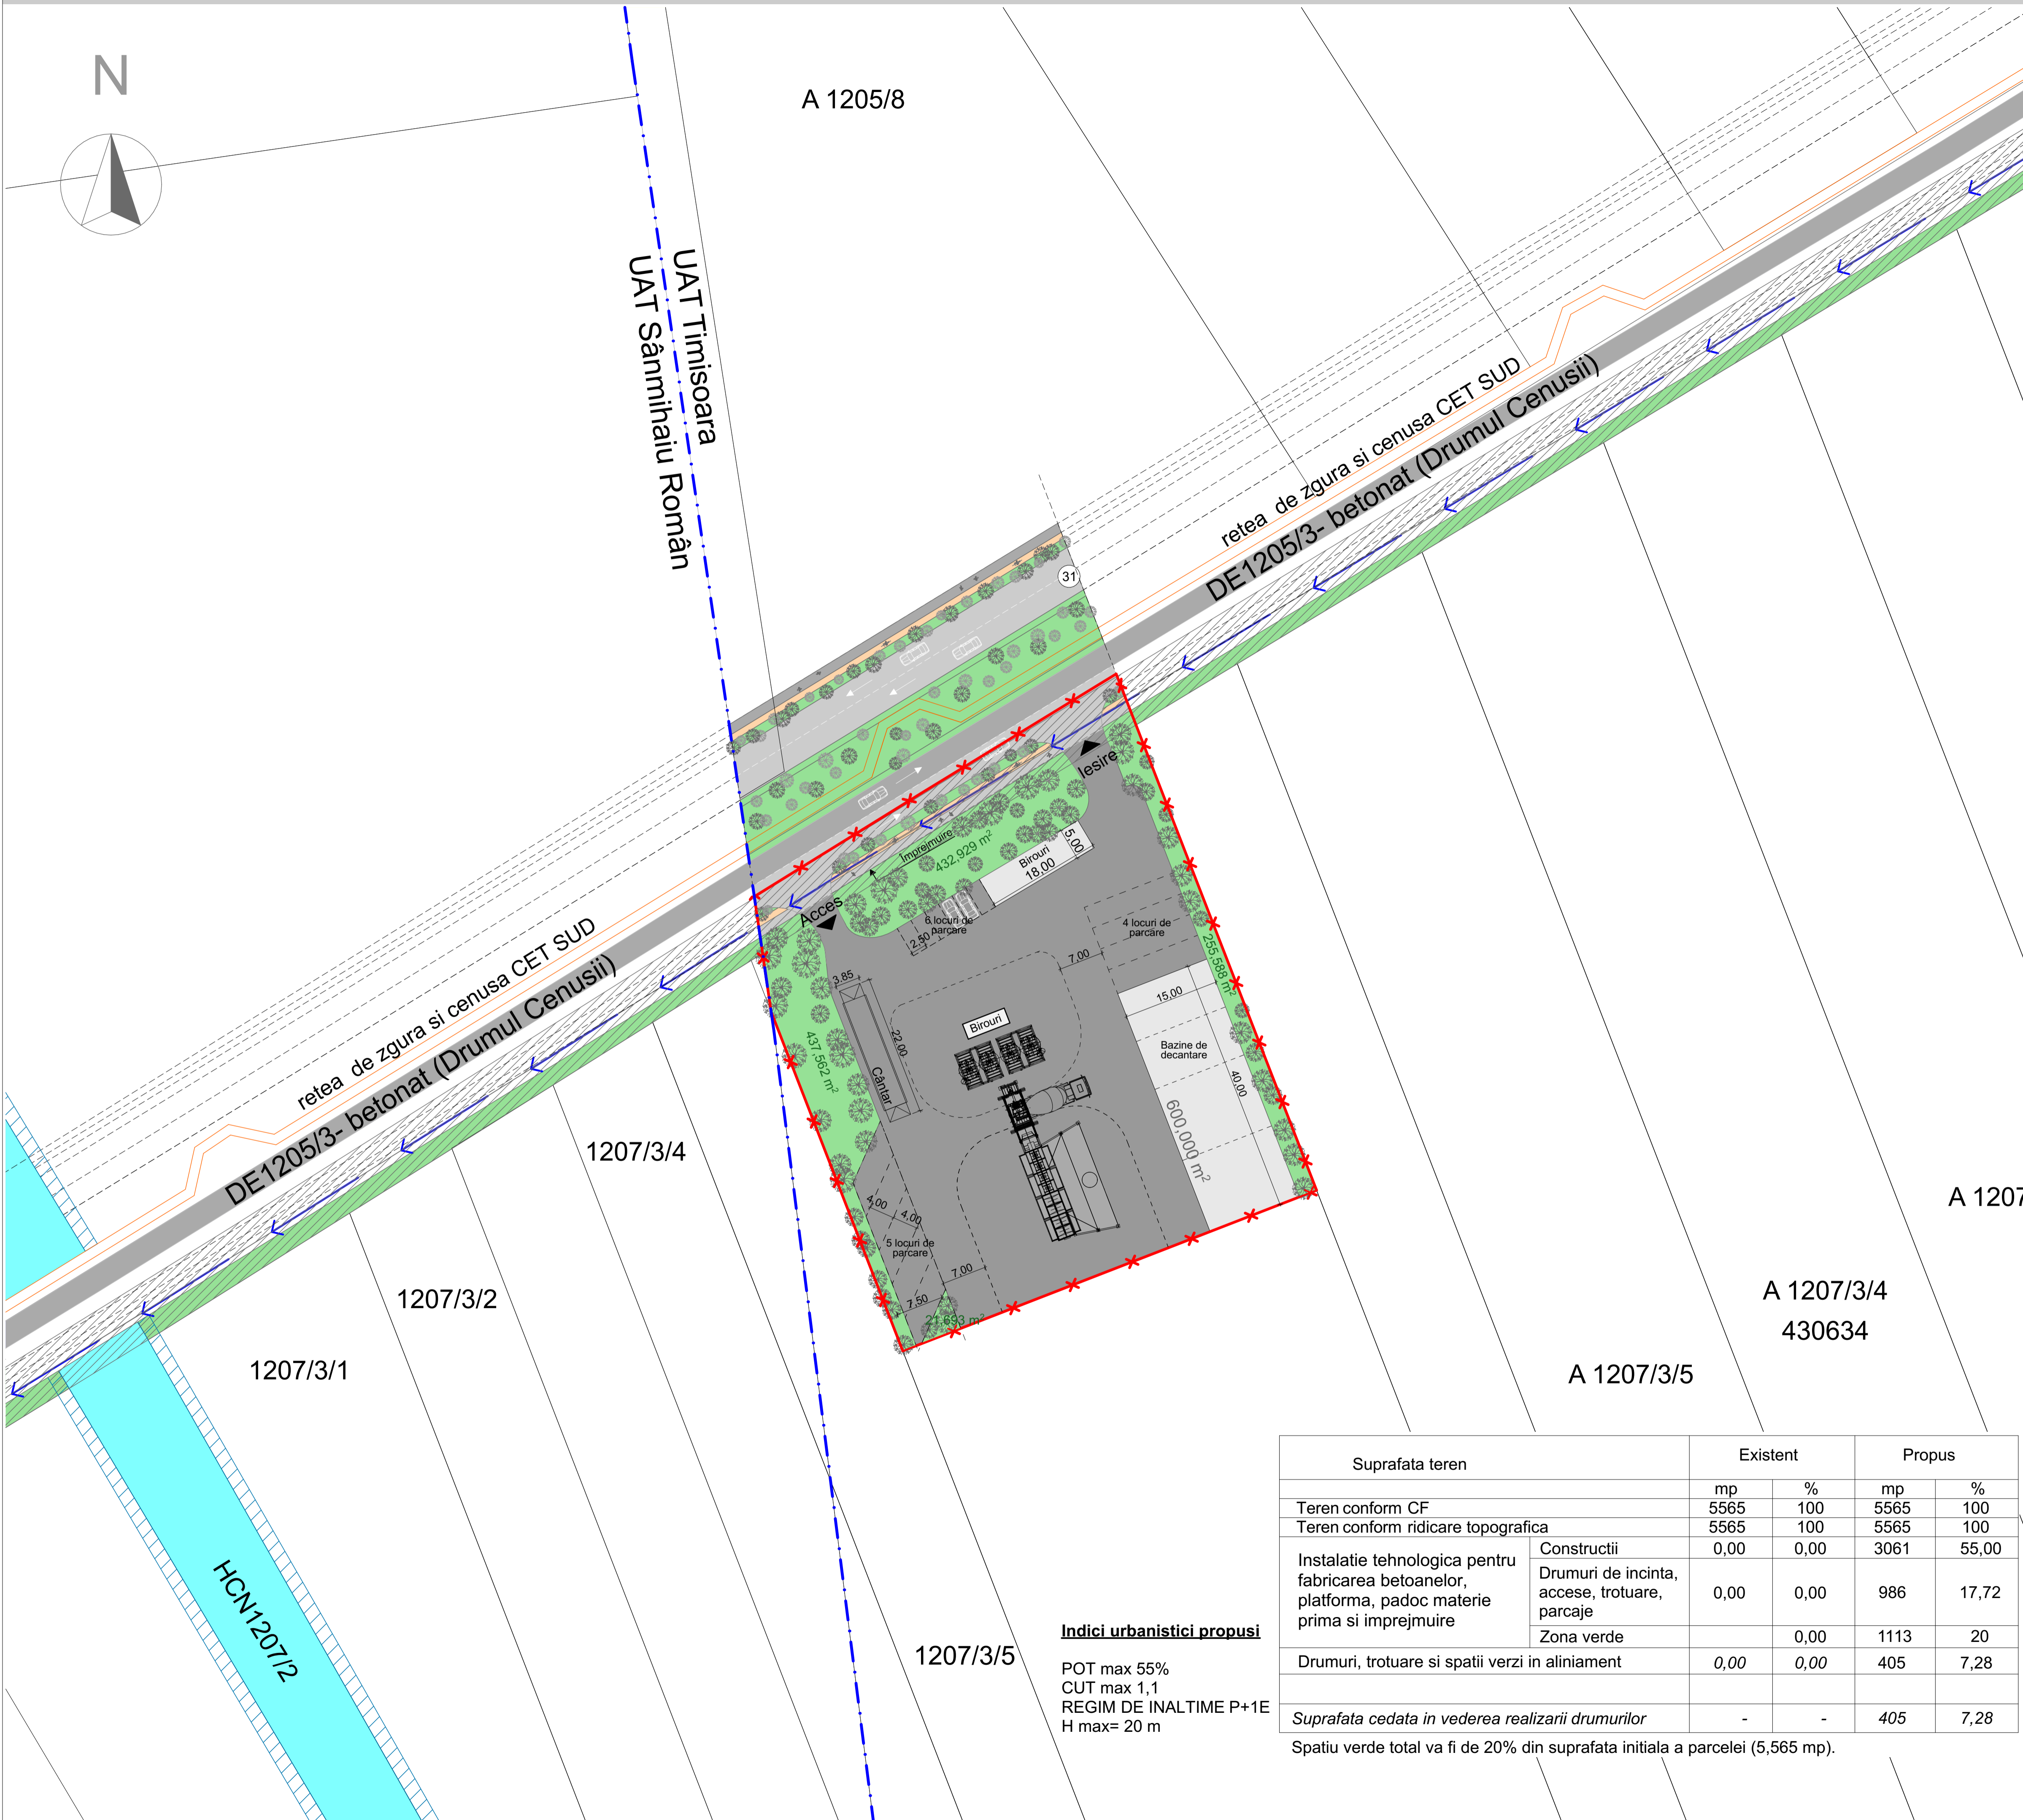 N
A 1205/8
UAT Timisoara
UAT Sânmihaiu Român
retea de zgura si cenusa CET SUD
DE1205/3- betonat (Drumul Cenusii)
31
Iesire
Împrejmuire
432,929 m²
Birouri
18,00
5,00
Acces
6 locuri de
parcare
2,50
4 locuri de
parcare
255,588 m²
7,00
3,85
15,00
22,00
Birouri
437,562 m²
Cântar
Bazine de
decantare
40,00
600,000 m²
retea de zgura si cenusa CET SUD
DE1205/3- betonat (Drumul Cenusii)
4,00
4,00
5 locuri de
parcare
7,00
7,50
21,693 m²
1207/3/4
1207/3/2
1207/3/1
1207/3/5
HCN1207/2
A 1207
A 1207/3/4
430634
A 1207/3/5
Indici urbanistici propusi
POT max 55%
CUT max 1,1
REGIM DE INALTIME P+1E
H max= 20 m
Suprafata teren Existent Propus
mp % mp %
Teren conform CF 5565 100 5565 100
Teren conform ridicare topografica 5565 100 5565 100
Instalatie tehnologica pentru
fabricarea betoanelor,
platforma, padoc materie
prima si imprejmuire
Constructii 0,00 0,00 3061 55,00
Drumuri de incinta,
accese, trotuare,
parcaje
0,00 0,00 986 17,72
Zona verde 0,00 1113 20
Drumuri, trotuare si spatii verzi in aliniament 0,00 0,00 405 7,28
Suprafata cedata in vederea realizarii drumurilor - - 405 7,28
Spatiu verde total va fi de 20% din suprafata initiala a parcelei (5,565 mp).